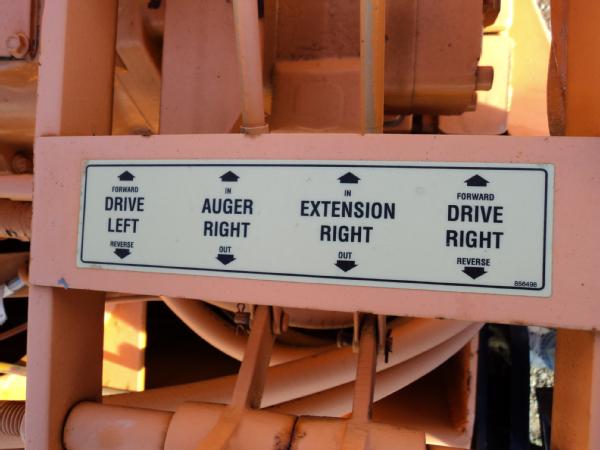 FORWARD
DRIVE
LEFT
REVERSE
IN
AUGER
RIGHT
OUT
IN
EXTENSION
RIGHT
OUT
FORWARD
DRIVE
RIGHT
REVERSE
856498